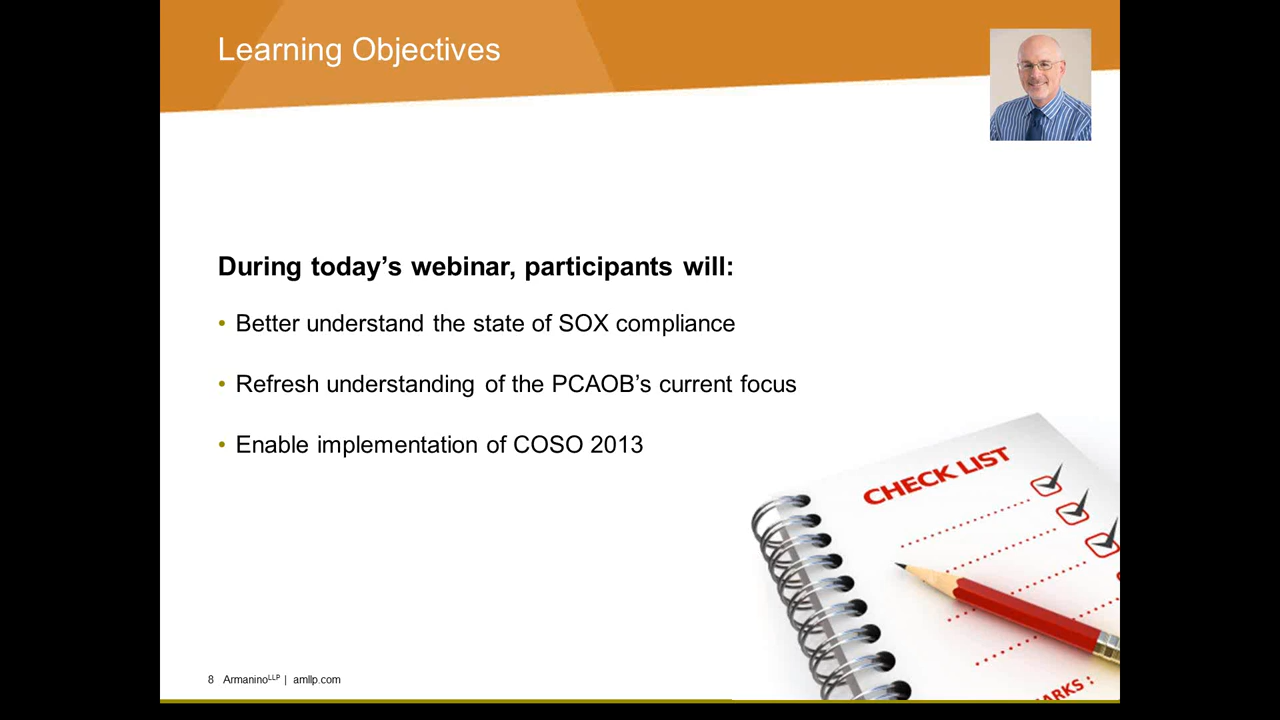 Learning Objectives
During today’s webinar, participants will:
• Better understand the state of SOX compliance
• Refresh understanding of the PCAOB’s current focus
• Enable implementation of COSO 2013
CHECK LIST
ARKS :
8 Armanino LLP | amllp.com